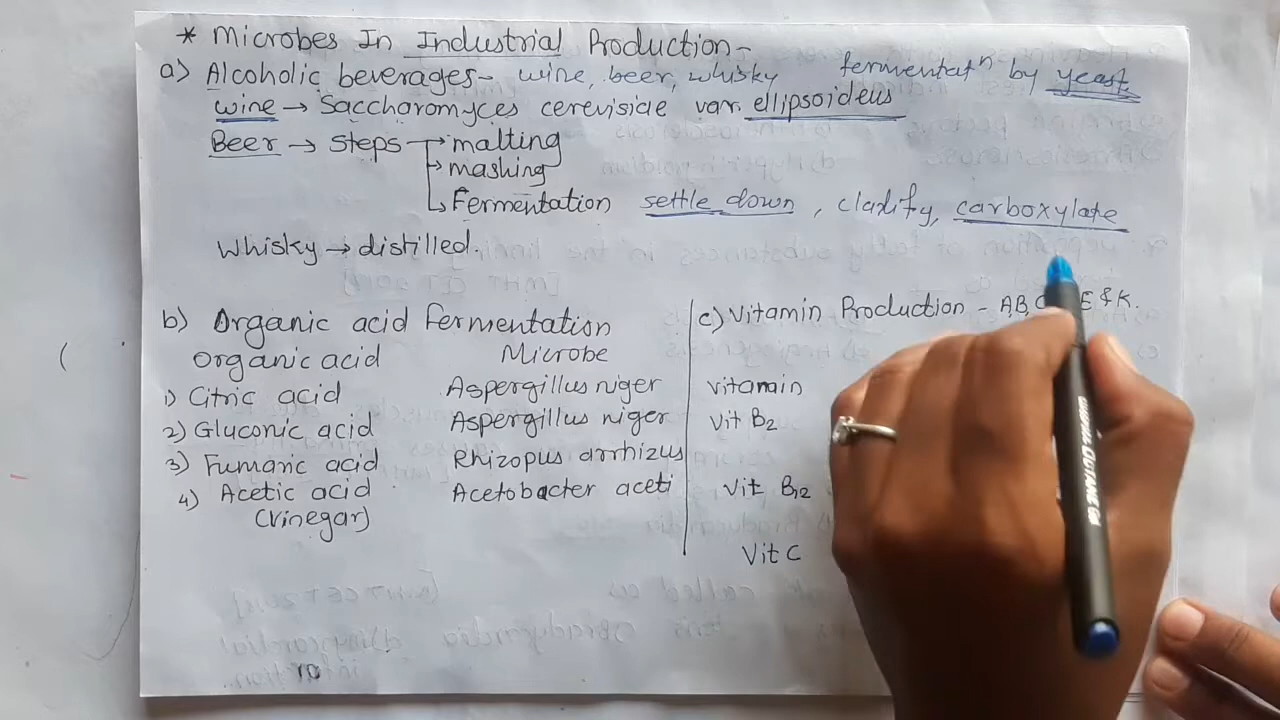 * Microbes In Industrial Production-
a) Alcoholic beverages- wine, beer, whisky fermentatn by yeast.
wine → Saccharomyces cerevisiae var. ellipsoideus
Beer → steps → malting
→ mashing
→ Fermentation settle down, clarify, carboxylate
Whisky → distilled.
b) Organic acid fermentation
Organic acid Microbe
1) Citric acid Aspergillus niger
2) Gluconic acid Aspergillus niger
3) Fumaric acid Rhizopus arrhizus
4) Acetic acid Acetobacter aceti
(Vinegar)
c) Vitamin Production - A, B, C E & K.
vitamin
Vit B2
Vit B12
Vit C